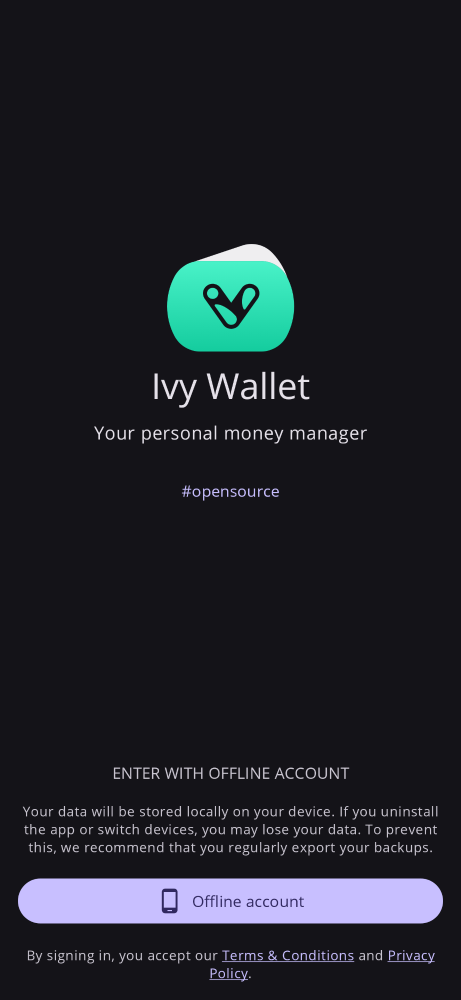 Ivy Wallet
Your personal money manager
#opensource
ENTER WITH OFFLINE ACCOUNT
Your data will be stored locally on your device. If you uninstall
the app or switch devices, you may lose your data. To prevent
this, we recommend that you regularly export your backups.
Offline account
By signing in, you accept our Terms & Conditions and Privacy
Policy.